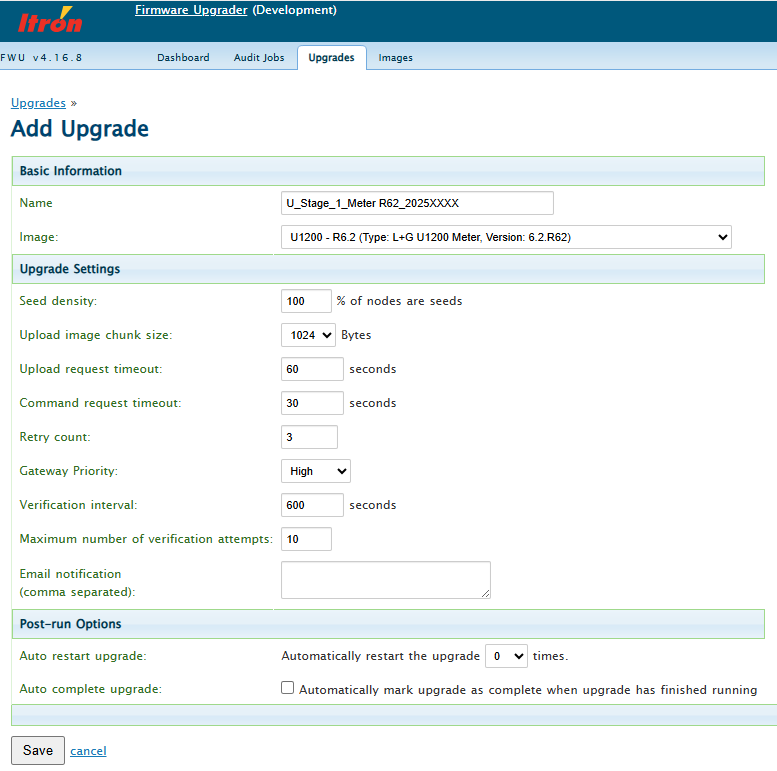 Itron
Firmware Upgrader (Development)
FWU v4.16.8
Dashboard
Audit Jobs
Upgrades
Images
Upgrades »
Add Upgrade
Basic Information
Name U_Stage_1_Meter R62_2025XXXX
Image: U1200 - R6.2 (Type: L+G U1200 Meter, Version: 6.2.R62)
Upgrade Settings
Seed density: 100 % of nodes are seeds
Upload image chunk size: 1024 Bytes
Upload request timeout: 60 seconds
Command request timeout: 30 seconds
Retry count: 3
Gateway Priority: High
Verification interval: 600 seconds
Maximum number of verification attempts: 10
Email notification
(comma separated):
Post-run Options
Auto restart upgrade: Automatically restart the upgrade 0 times.
Auto complete upgrade: Automatically mark upgrade as complete when upgrade has finished running
Save cancel